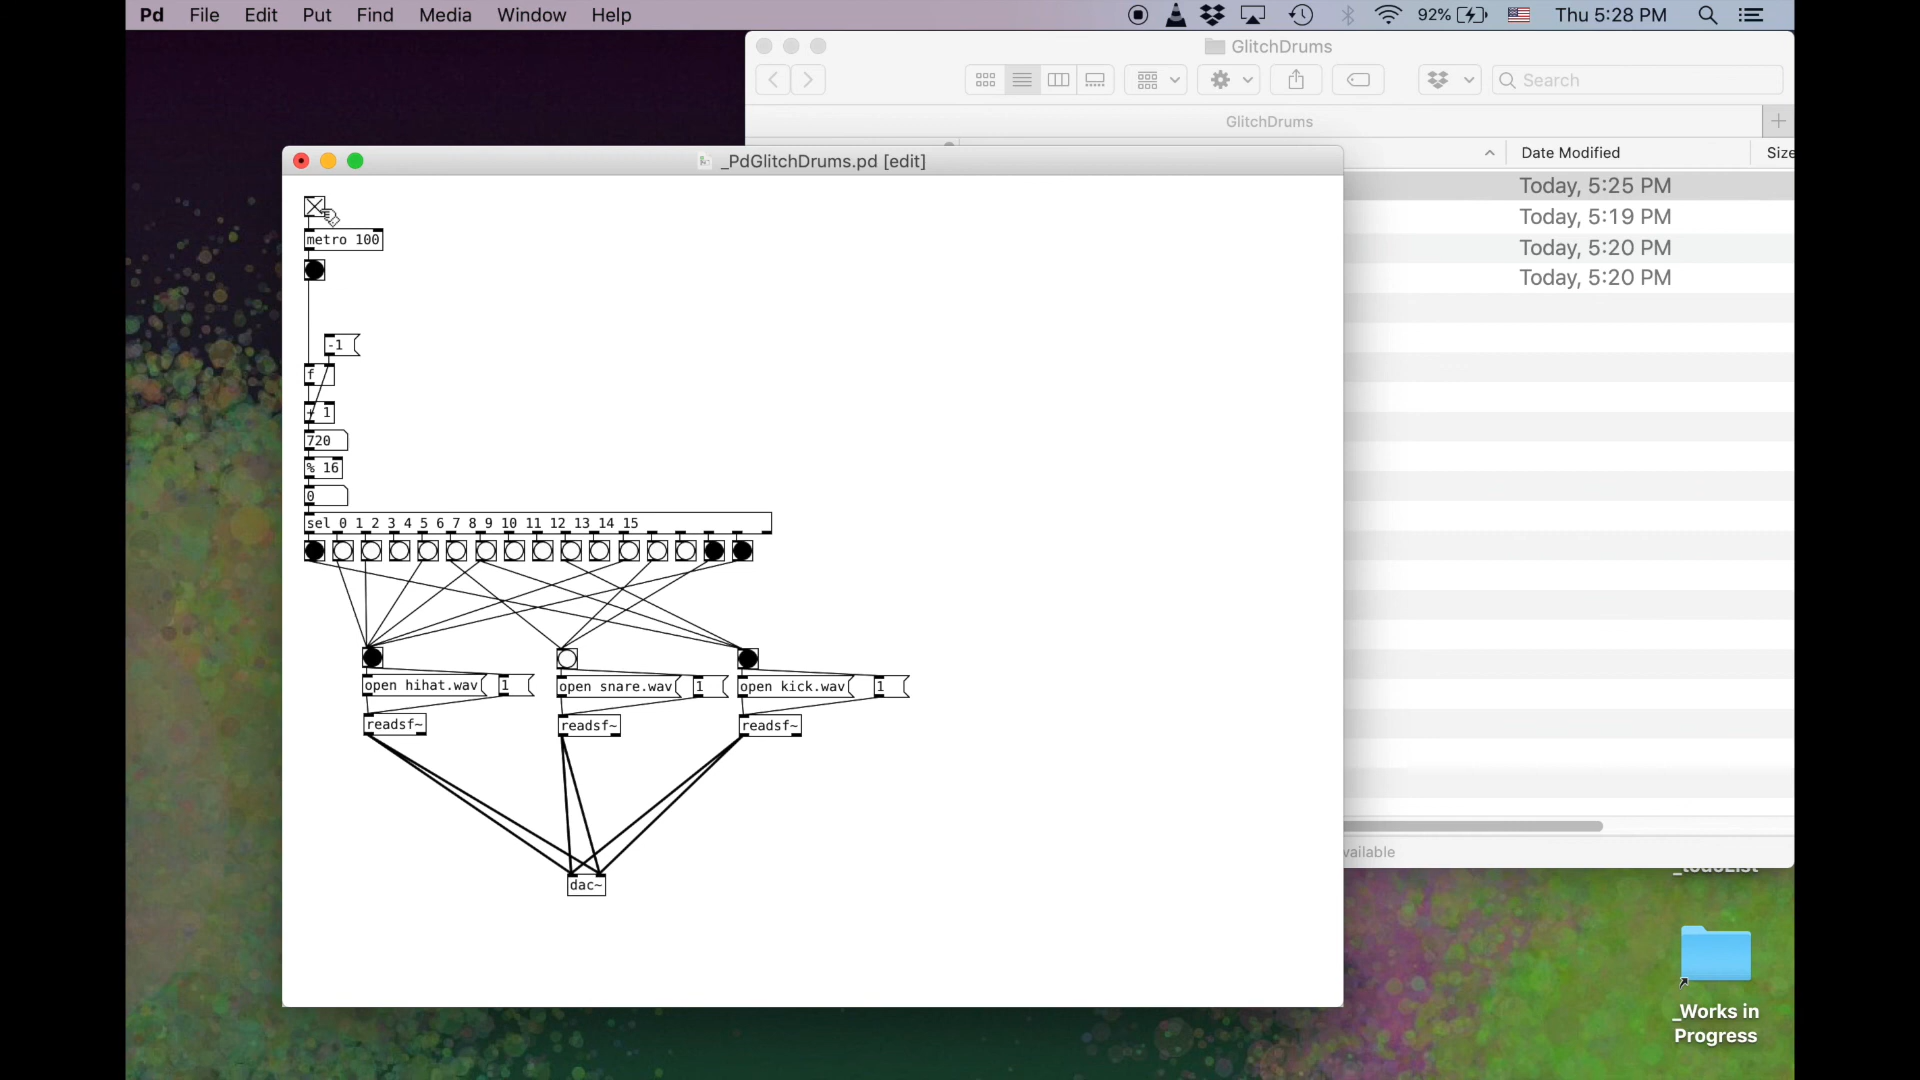 Pd File Edit Put Find Media Window Help 92% Thu 5:28 PM
GlitchDrums
Search
GlitchDrums
Date Modified Size
_PdGlitchDrums.pd [edit]
Today, 5:25 PM
Today, 5:19 PM
Today, 5:20 PM
Today, 5:20 PM
metro 100
-1
f
+ 1
720
% 16
0
sel 0 1 2 3 4 5 6 7 8 9 10 11 12 13 14 15
open hihat.wav 1 open snare.wav 1 open kick.wav 1
readsf~ readsf~ readsf~
dac~
vailable
_todoList
_Works in
Progress